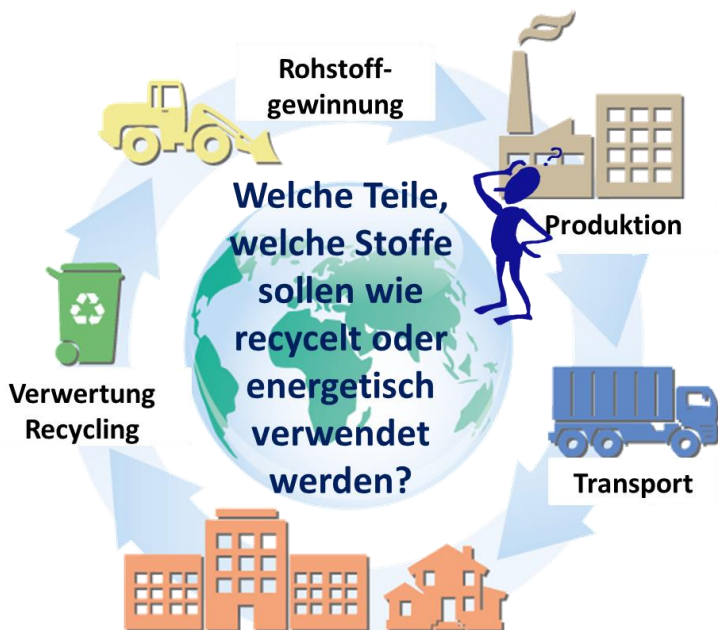 Rohstoff-
gewinnung
Welche Teile,
welche Stoffe
sollen wie
recycelt oder
energetisch
verwendet
werden?
?
Produktion
Verwertung
Recycling
Transport